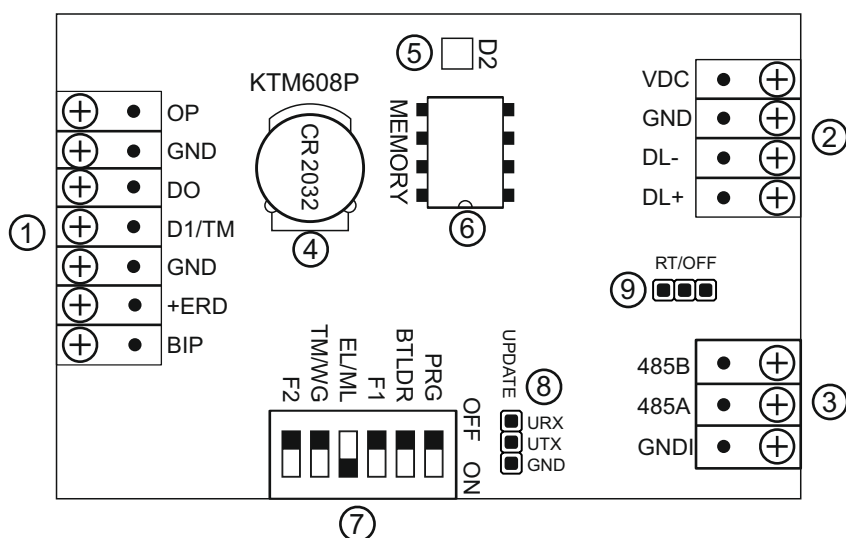 ⑤
D2
KTM608P
CR 2032
④
MEMORY
⑥
①
OP
GND
DO
D1/TM
GND
+ERD
BIP
VDC
GND
DL-
DL+
②
RT/OFF
⑨
485B
485A
GNDI
③
F2
TM/WG
EL/ML
F1
BTLDR
PRG
OFF
ON
⑦
UPDATE
⑧
URX
UTX
GND